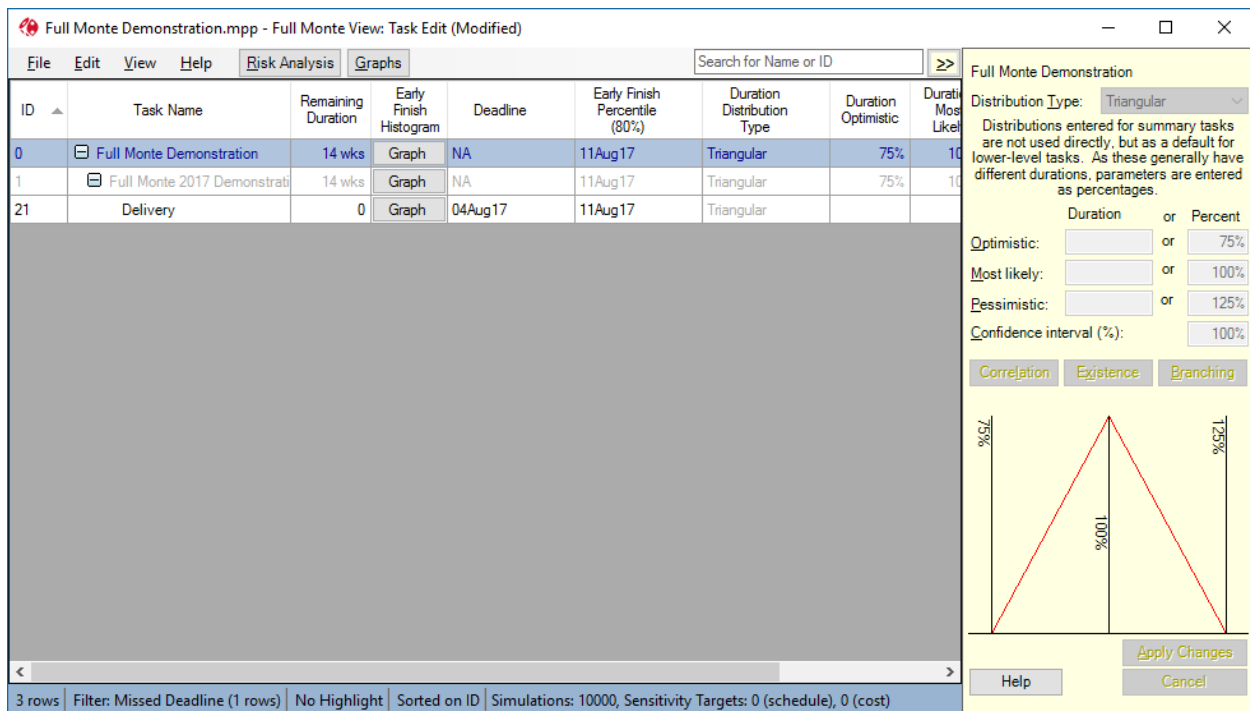 Full Monte Demonstration.mpp - Full Monte View: Task Edit (Modified)
File Edit View Help Risk Analysis Graphs Search for Name or ID >>
ID Task Name Remaining Duration Early Finish Histogram Deadline Early Finish Percentile (80%) Duration Distribution Type Duration Optimistic Duratio Most Likel
0 Full Monte Demonstration 14 wks Graph NA 11Aug17 Triangular 75% 10
1 Full Monte 2017 Demonstrati 14 wks Graph NA 11Aug17 Triangular 75% 10
21 Delivery 0 Graph 04Aug17 11Aug17 Triangular
3 rows Filter: Missed Deadline (1 rows) No Highlight Sorted on ID Simulations: 10000, Sensitivity Targets: 0 (schedule), 0 (cost)
Full Monte Demonstration
Distribution Type: Triangular
Distributions entered for summary tasks
are not used directly, but as a default for
lower-level tasks. As these generally have
different durations, parameters are entered
as percentages.
Duration or Percent
Optimistic: or 75%
Most likely: or 100%
Pessimistic: or 125%
Confidence interval (%): 100%
Correlation Existence Branching
75% 100% 125%
Apply Changes
Help Cancel